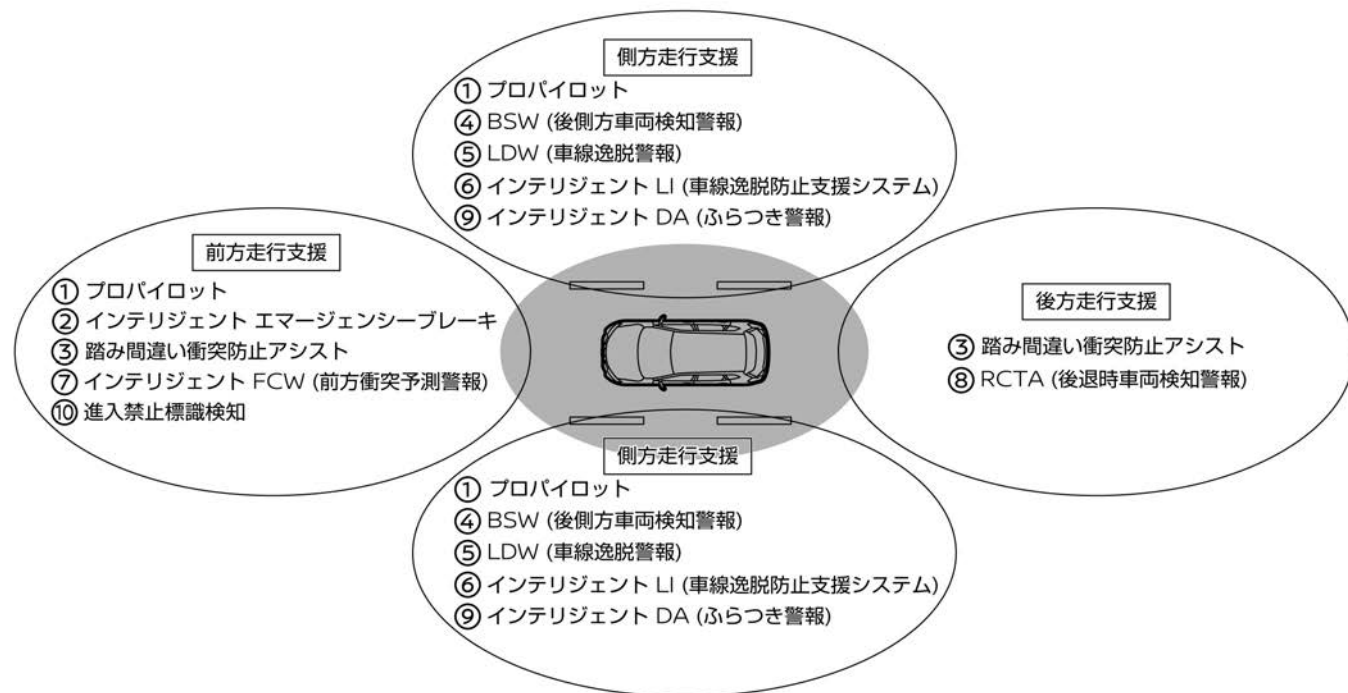 側方走行支援
① プロパイロット
④ BSW (後側方車両検知警報)
⑤ LDW (車線逸脱警報)
⑥ インテリジェント LI (車線逸脱防止支援システム)
⑨ インテリジェント DA (ふらつき警報)
前方走行支援
① プロパイロット
② インテリジェント エマージェンシーブレーキ
③ 踏み間違い衝突防止アシスト
⑦ インテリジェント FCW (前方衝突予測警報)
⑩ 進入禁止標識検知
後方走行支援
③ 踏み間違い衝突防止アシスト
⑧ RCTA (後退時車両検知警報)
側方走行支援
① プロパイロット
④ BSW (後側方車両検知警報)
⑤ LDW (車線逸脱警報)
⑥ インテリジェント LI (車線逸脱防止支援システム)
⑨ インテリジェント DA (ふらつき警報)